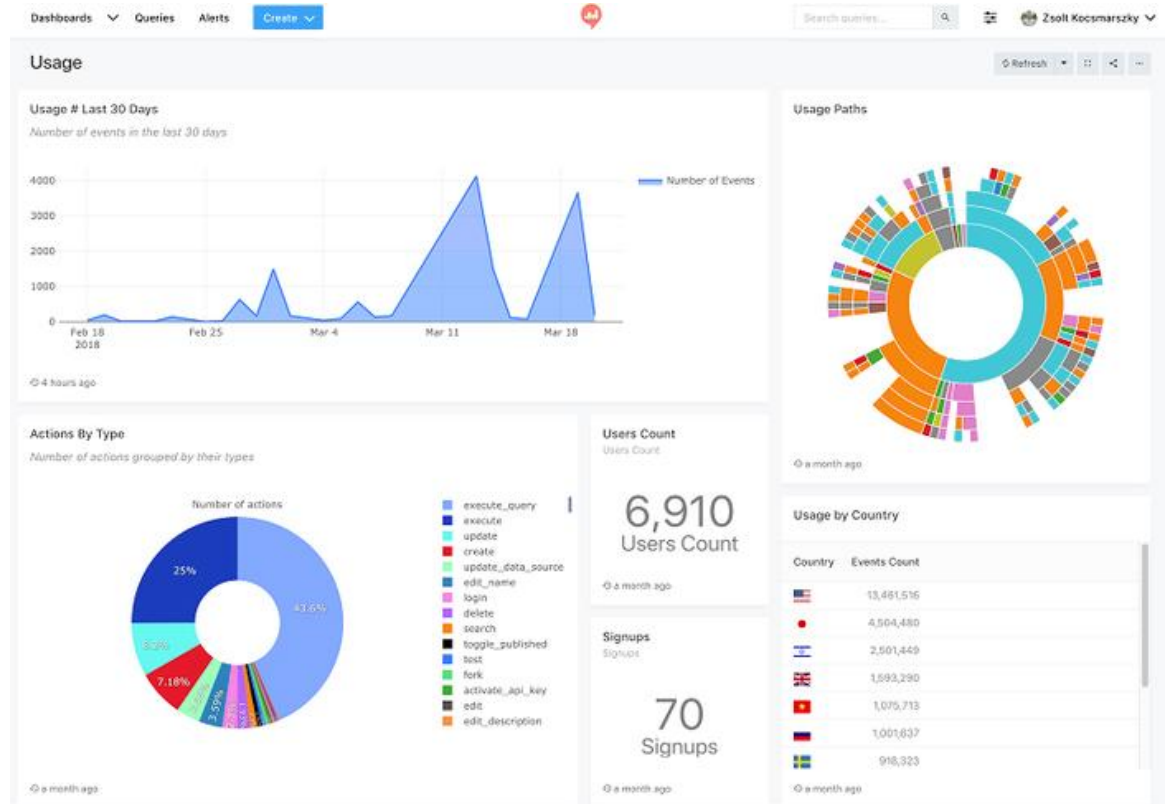 Dashboards Queries Alerts Create Search queries... Zsolt Kocsmarszky
Usage Refresh
Usage # Last 30 Days
Number of events in the last 30 days
4000
3000
2000
1000
0
Feb 18 Feb 25 Mar 4 Mar 11 Mar 18
2018
Number of Events
4 hours ago
Usage Paths
a month ago
Actions By Type
Number of actions grouped by their types
Number of actions
25%
43.6%
7.18%
3.59%
execute_query
execute
update
create
update_data_source
edit_name
login
delete
search
toggle_published
test
fork
activate_api_key
edit
edit_description
a month ago
Users Count
Users Count
6,910
Users Count
a month ago
Signups
Signups
70
Signups
a month ago
Usage by Country
Country Events Count
13,461,516
4,504,480
2,501,449
1,593,290
1,075,713
1,001,637
918,323
a month ago